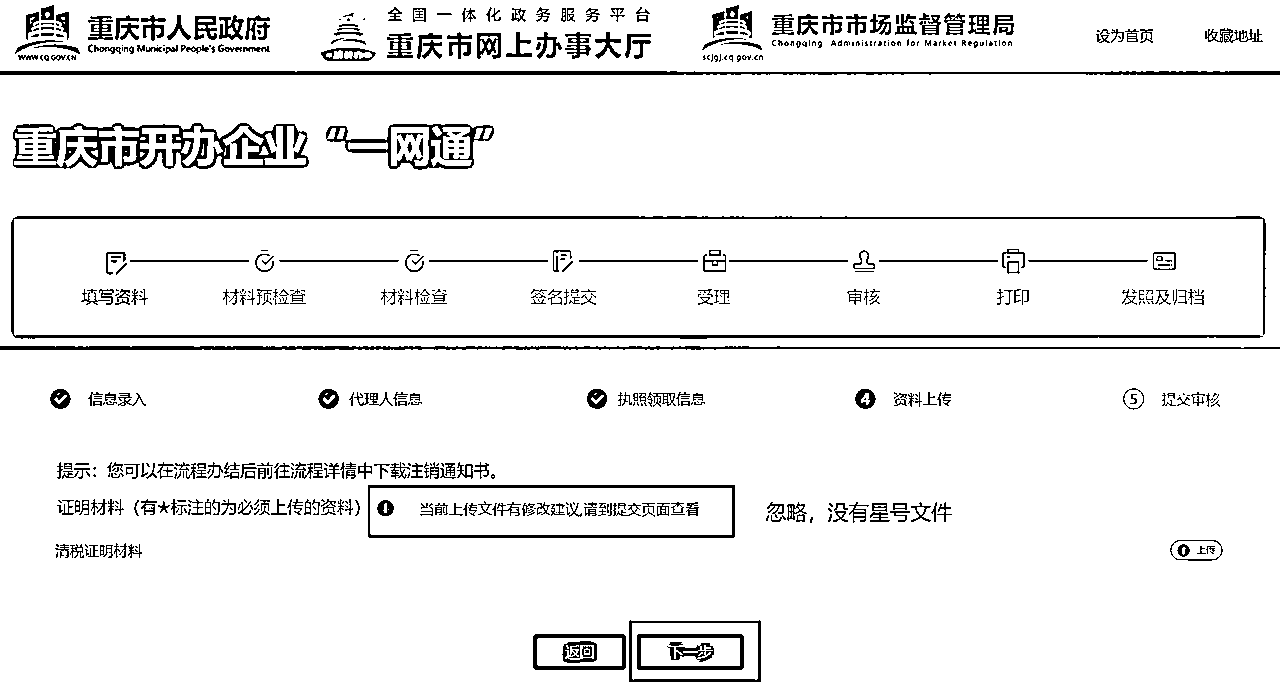 重庆市人民政府
Chongqing Municipal People's Government
WWW.CQ.GOV.CN
全国一体化政务服务平台
重庆市网上办事大厅
重庆市市场监督管理局
Chongqing Administration for Market Regulation
scjgj.cq.gov.cn
设为首页 收藏地址
重庆市开办企业“一网通”
填写资料 材料预检查 材料检查 签名提交 受理 审核 打印 发照及归档
信息录入 代理人信息 执照领取信息 4 资料上传 5 提交审核
提示：您可以在流程办结后前往流程详情中下载注销通知书。
证明材料（有★标注的为必须上传的资料） 当前上传文件有修改建议,请到提交页面查看 忽略，没有星号文件
清税证明材料 上传
返回 下一步